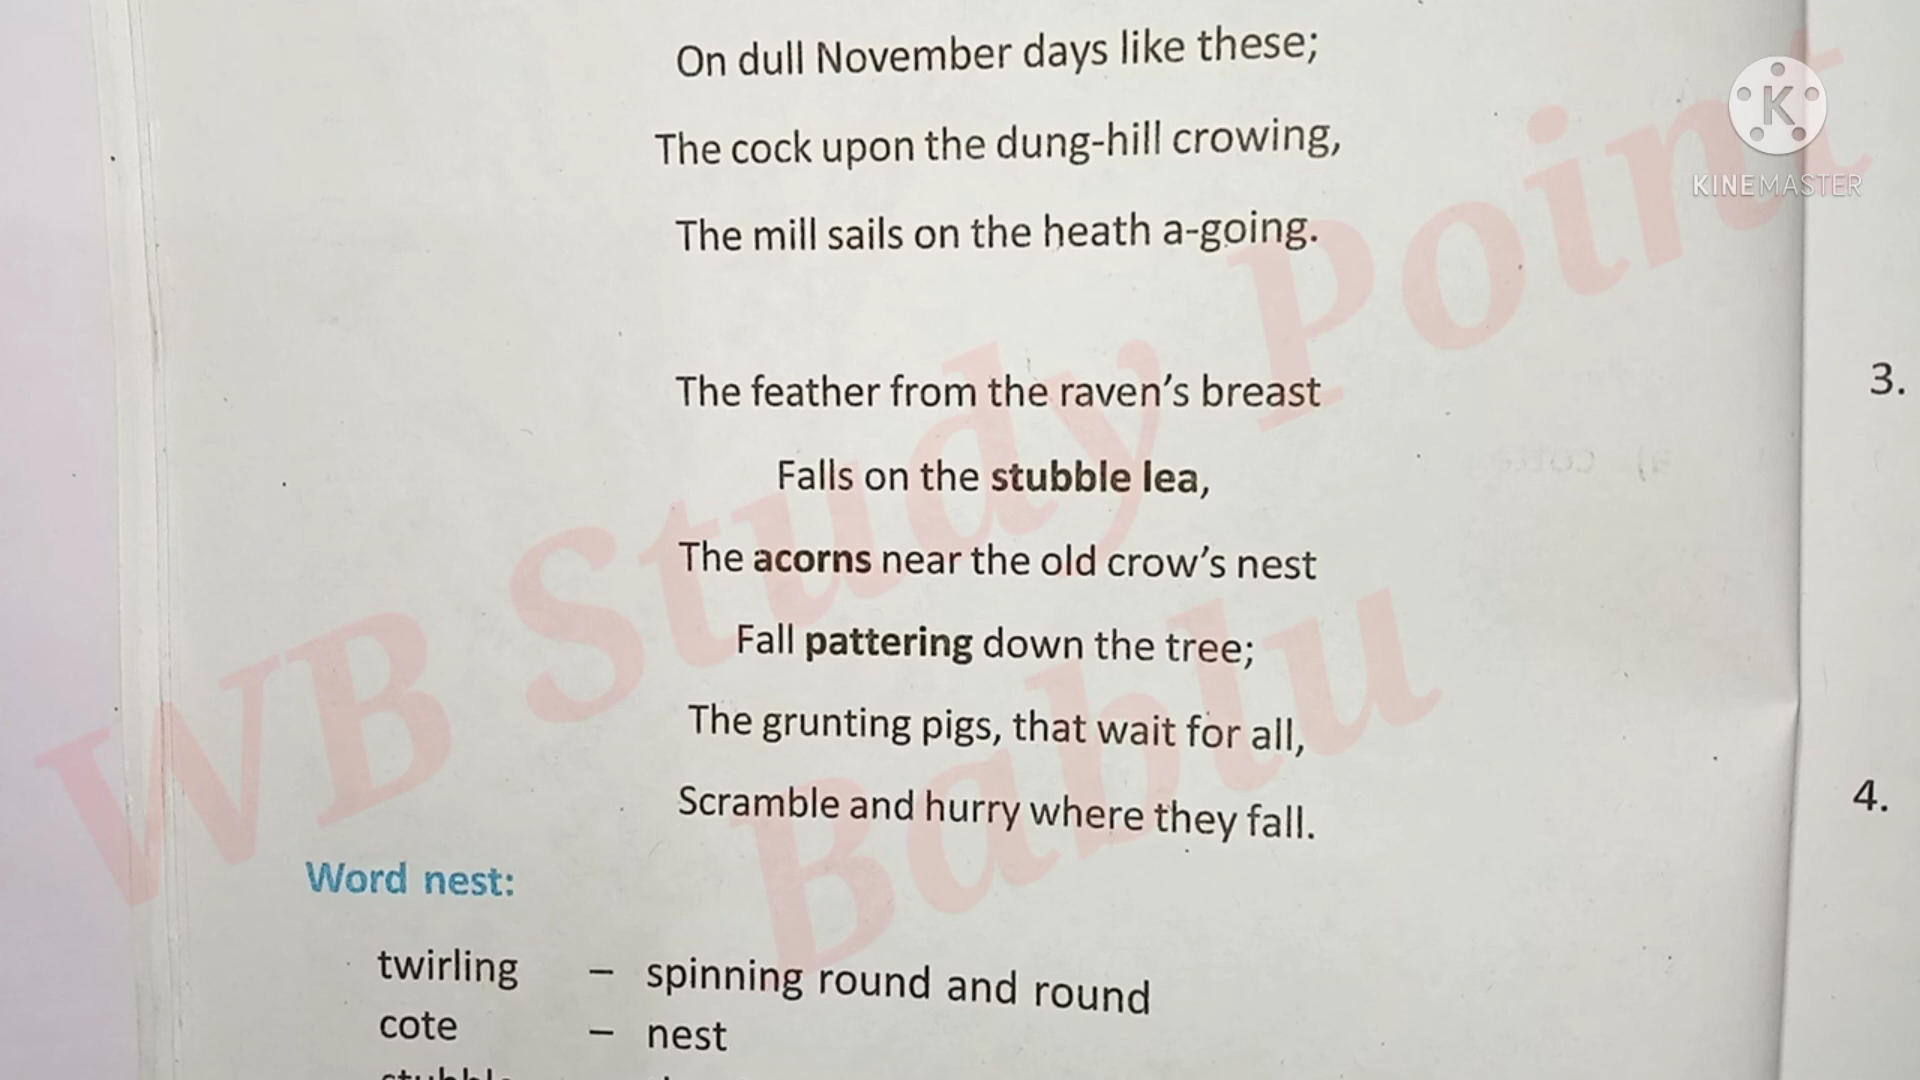 On dull November days like these;
The cock upon the dung-hill crowing,
The mill sails on the heath a-going.
The feather from the raven's breast
Falls on the stubble lea,
The acorns near the old crow's nest
Fall pattering down the tree;
The grunting pigs, that wait for all,
Scramble and hurry where they fall.
Word nest:
twirling – spinning round and round
cote – nest
3.
4.
K
KINEMASTER
WB Study Point
Bablu